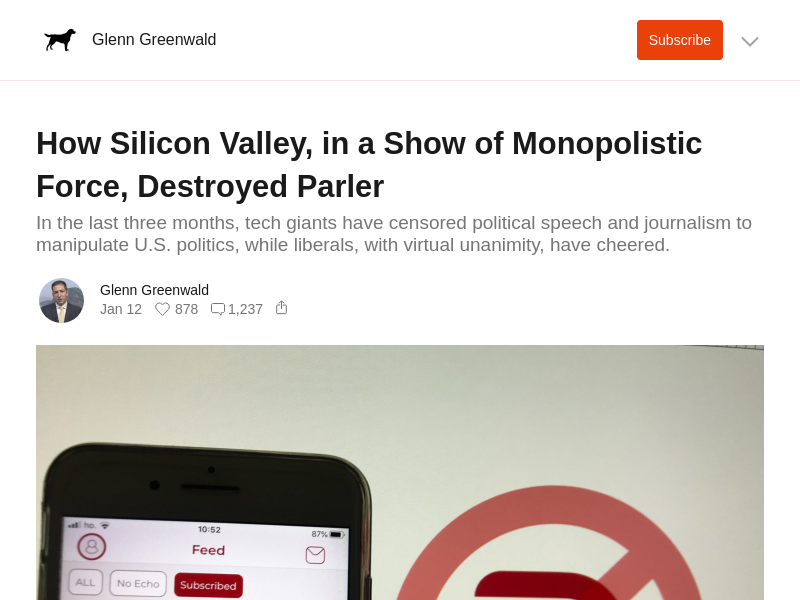 Glenn Greenwald
Subscribe
How Silicon Valley, in a Show of Monopolistic
Force, Destroyed Parler
In the last three months, tech giants have censored political speech and journalism to
manipulate U.S. politics, while liberals, with virtual unanimity, have cheered.
Glenn Greenwald
Jan 12 878 1,237
ho. 10:52 87%
Feed
ALL No Echo Subscribed